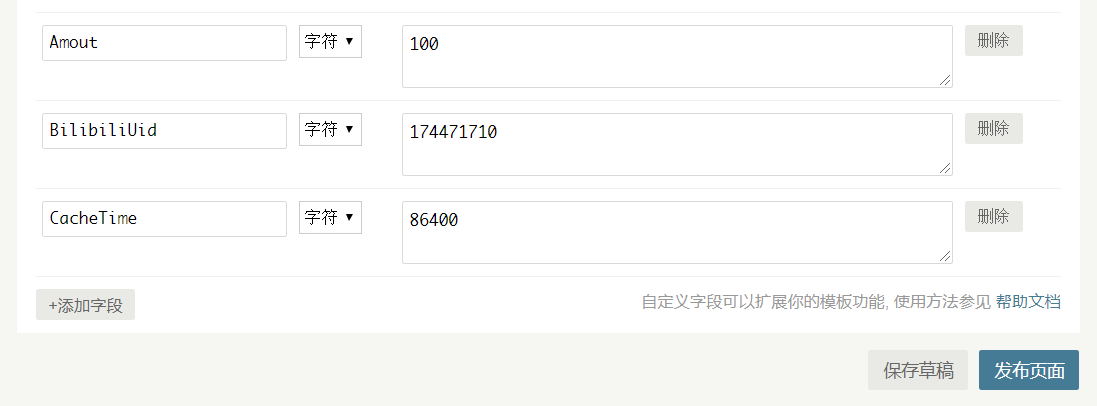 Amout 字符 ▼ 100 删除
BilibiliUid 字符 ▼ 174471710 删除
CacheTime 字符 ▼ 86400 删除
+添加字段 自定义字段可以扩展你的模板功能, 使用方法参见 帮助文档
保存草稿 发布页面